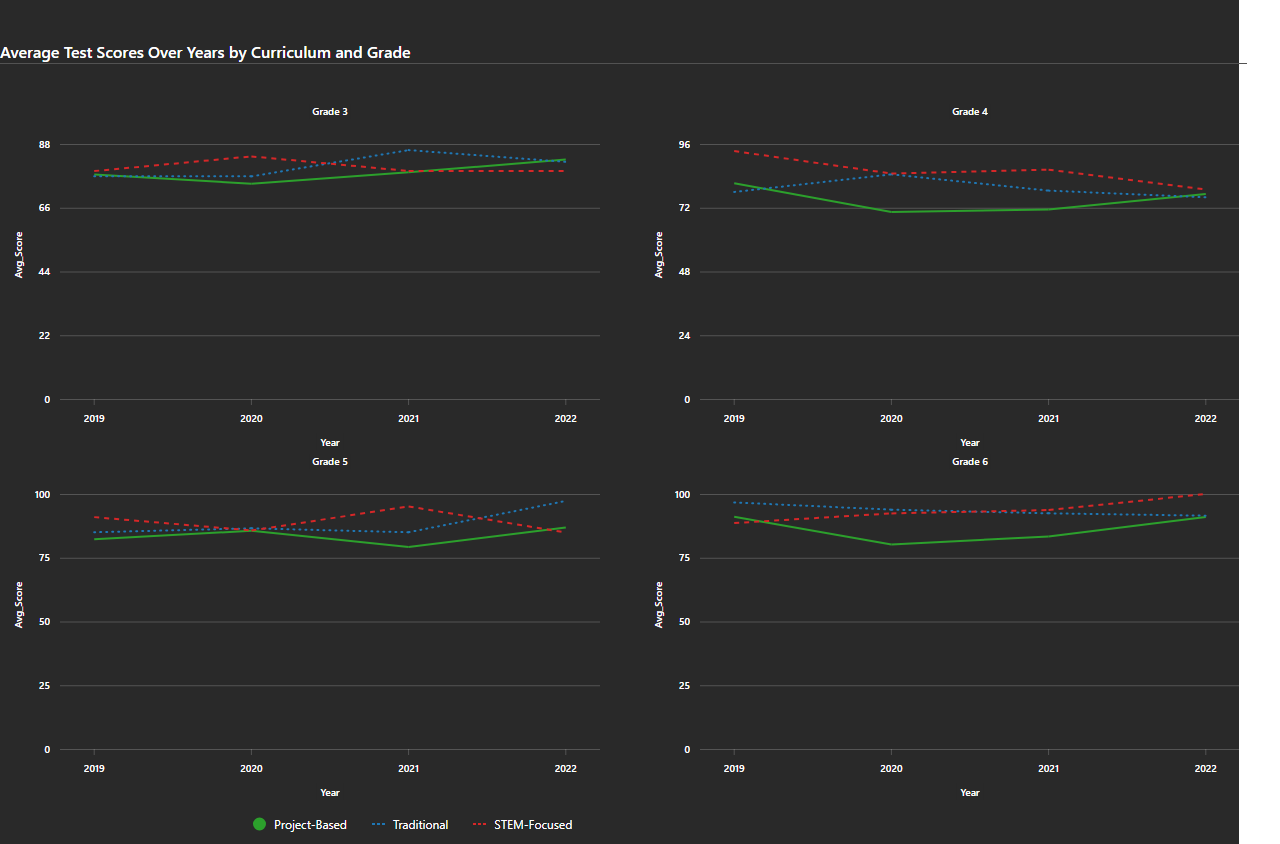 Average Test Scores Over Years by Curriculum and Grade
Grade 3
88
66
44
22
0
Avg_Score
2019 2020 2021 2022
Year
Grade 4
96
72
48
24
0
Avg_Score
2019 2020 2021 2022
Year
Grade 5
100
75
50
25
0
Avg_Score
2019 2020 2021 2022
Year
Grade 6
100
75
50
25
0
Avg_Score
2019 2020 2021 2022
Year
Project-Based Traditional STEM-Focused